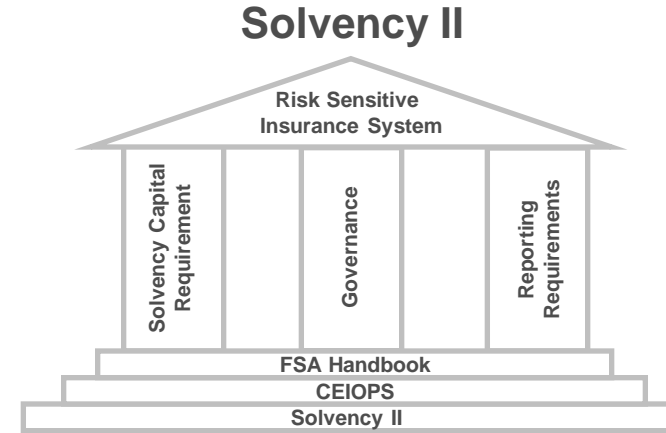 Solvency II
Risk Sensitive
Insurance System
Solvency Capital
Requirement
Governance
Reporting
Requirements
FSA Handbook
CEIOPS
Solvency II